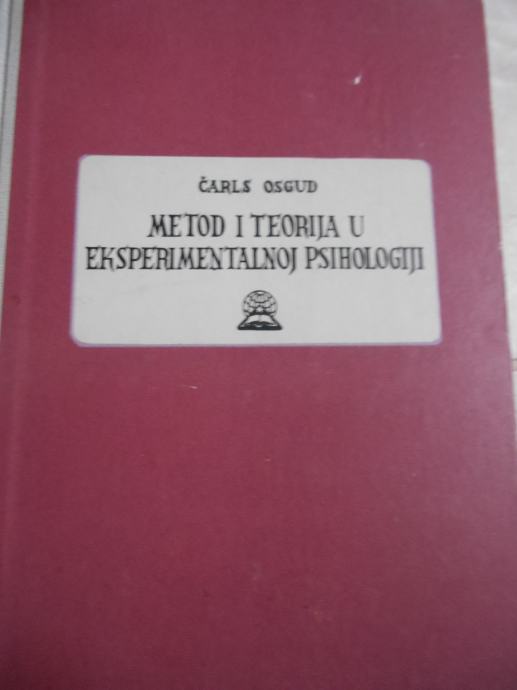 ČARLS OSGUD
METOD I TEORIJA U
EKSPERIMENTALNOJ PSIHOLOGIJI